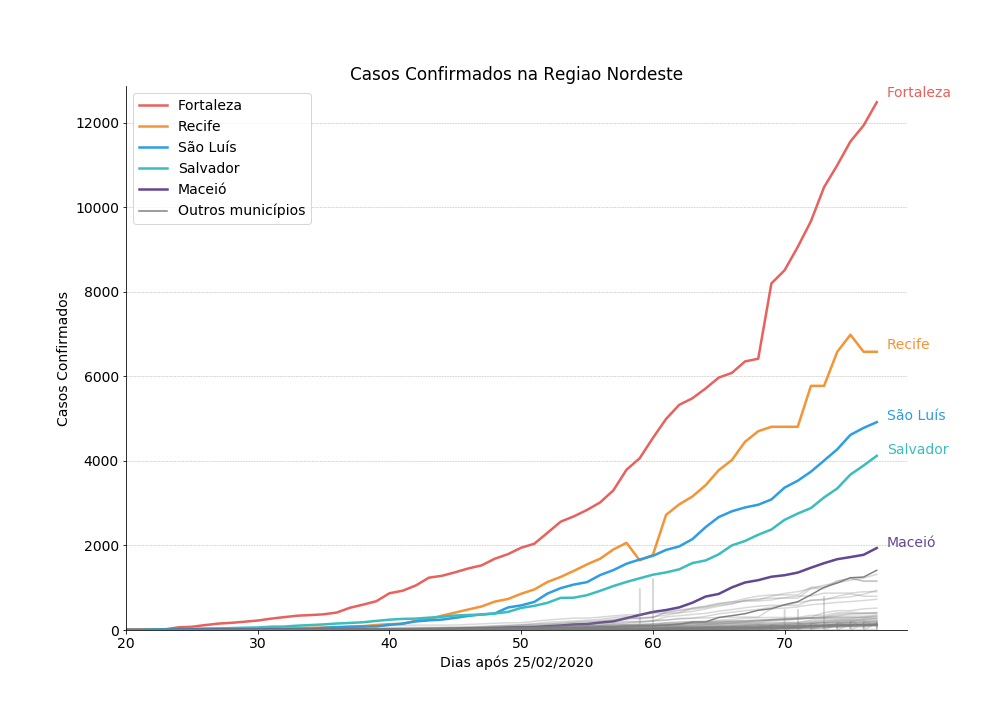 Casos Confirmados na Regiao Nordeste
Fortaleza
Recife
São Luís
Salvador
Maceió
Outros municípios
Fortaleza
Recife
São Luís
Salvador
Maceió
Casos Confirmados
12000
10000
8000
6000
4000
2000
0
20 30 40 50 60 70
Dias após 25/02/2020